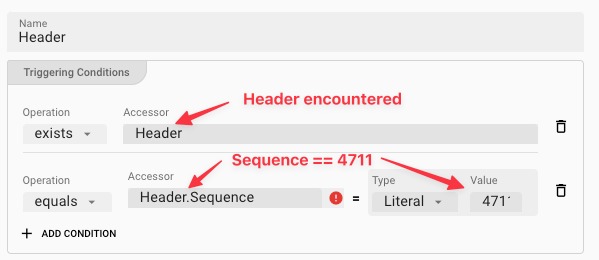 Name
Header
Triggering Conditions
Header encountered
Operation Accessor
exists Header
Sequence == 4711
Operation Accessor Type Value
equals Header.Sequence ! = Literal 471
+ ADD CONDITION